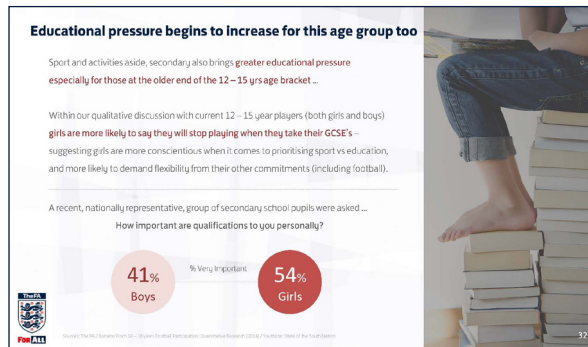 Educational pressure begins to increase for this age group too
Sport and activities aside, secondary also brings greater educational pressure
especially for those at the older end of the 12 – 15 yrs age bracket ...
Within our qualitative discussion with current 12 – 15 year players (both girls and boys)
girls are more likely to say they will stop playing when they take their GCSE's –
suggesting girls are more conscientious when it comes to prioritising sport vs education,
and more likely to demand flexibility from their other commitments (including football).
A recent, nationally representative, group of secondary school pupils were asked ...
How important are qualifications to you personally?
41%
Boys
% Very Important
54%
Girls
The FA
FOR ALL
32